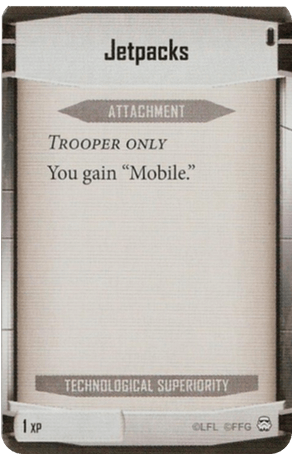 Jetpacks
ATTACHMENT
TROOPER ONLY
You gain “Mobile.”
TECHNOLOGICAL SUPERIORITY
1 XP
©LFL ©FFG